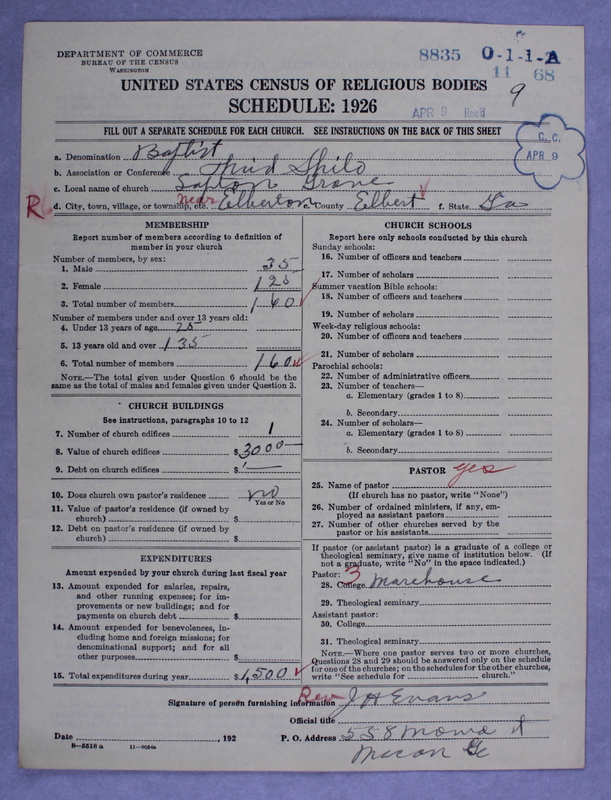 DEPARTMENT OF COMMERCE
BUREAU OF THE CENSUS
WASHINGTON
8835 O-1-1-A
11 68
UNITED STATES CENSUS OF RELIGIOUS BODIES
SCHEDULE: 1926
9
APR 9 Rec'd
FILL OUT A SEPARATE SCHEDULE FOR EACH CHURCH. SEE INSTRUCTIONS ON THE BACK OF THIS SHEET
C. C.
APR 9
a. Denomination Baptist
b. Association or Conference Third Shilo
c. Local name of church Grove
d. City, town, village, or township, etc. near Elberton e. County Elbert f. State Ga
R
MEMBERSHIP
Report number of members according to definition of
member in your church
Number of members, by sex:
1. Male 35
2. Female 125
3. Total number of members 160
Number of members under and over 13 years old:
4. Under 13 years of age 25
5. 13 years old and over 135
6. Total number of members 160
NOTE.—The total given under Question 6 should be the
same as the total of males and females given under Question 3.
CHURCH BUILDINGS
See instructions, paragraphs 10 to 12
7. Number of church edifices 1
8. Value of church edifices $3000
9. Debt on church edifices $
10. Does church own pastor's residence no
Yes or No
11. Value of pastor's residence (if owned by
church) $
12. Debt on pastor's residence (if owned by
church) $
EXPENDITURES
Amount expended by your church during last fiscal year
13. Amount expended for salaries, repairs,
and other running expenses; for im-
provements or new buildings; and for
payments on church debt $
14. Amount expended for benevolences, in-
cluding home and foreign missions; for
denominational support; and for all
other purposes $
15. Total expenditures during year $1,500
CHURCH SCHOOLS
Report here only schools conducted by this church
Sunday schools:
16. Number of officers and teachers
17. Number of scholars
Summer vacation Bible schools:
18. Number of officers and teachers
19. Number of scholars
Week-day religious schools:
20. Number of officers and teachers
21. Number of scholars
Parochial schools:
22. Number of administrative officers
23. Number of teachers—
a. Elementary (grades 1 to 8)
b. Secondary
24. Number of scholars—
a. Elementary (grades 1 to 8)
b. Secondary
PASTOR yes
25. Name of pastor
(If church has no pastor, write "None")
26. Number of ordained ministers, if any, em-
ployed as assistant pastors
27. Number of other churches served by the
pastor or his assistants
If pastor (or assistant pastor) is a graduate of a college or
theological seminary, give name of institution below. (If
not a graduate, write "No" in the space indicated.)
Pastor: 3
28. College Marehouse
29. Theological seminary
Assistant pastor:
30. College
31. Theological seminary
NOTE.—Where one pastor serves two or more churches,
Questions 28 and 29 should be answered only on the schedule
for one of the churches; on the schedules for the other churches,
write "See schedule for church."
Signature of person furnishing information Rev. J H Evans
Official title
Date , 192 P. O. Address 558 st
8-5518 a 11-9054a
Macon Ga